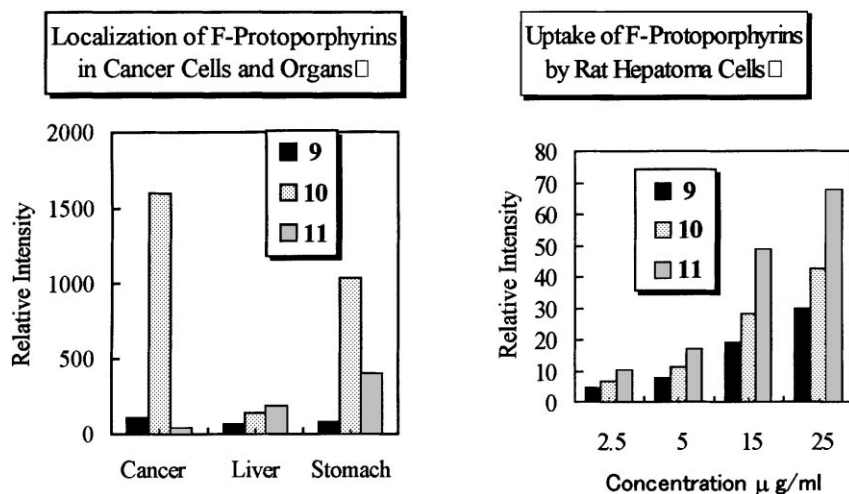 Localization of F-Protoporphyrins
in Cancer Cells and Organs□
Relative Intensity
2000
1500
1000
500
0
9
10
11
Cancer Liver Stomach
Uptake of F-Protoporphyrins
by Rat Hepatoma Cells□
Relative Intensity
80
70
60
50
40
30
20
10
0
9
10
11
2.5 5 15 25
Concentration μ g/ml